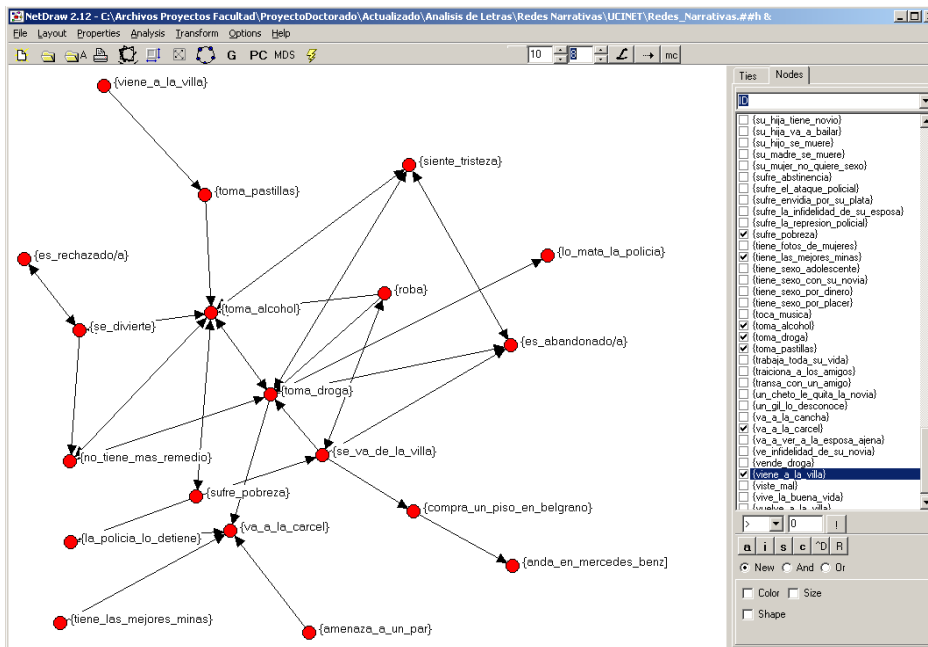 NetDraw 2.12 - C:\Archivos Proyectos Facultad\ProyectoDoctorado\Actualizado\Analisis de Letras\Redes Narrativas\UCINET\Redes_Narrativas.##h &
File Layout Properties Analysis Transform Options Help
A G PC MDS 10 8 L mc
Ties Nodes
ID
{viene_a_la_villa}
{siente_tristeza}
{toma_pastillas}
{es_rechazado/a}
{lo_mata_la_policia}
{roba}
{toma_alcohol}
{se_divierte}
{es_abandonado/a}
{toma_droga}
{no_tiene_mas_remedio}
{se_va_de_la_villa}
{sufre_pobreza}
{compra_un_piso_en_belgrano}
{va_a_la_carcel}
{la_policia_lo_detiene}
{anda_en_mercedes_benz]
{tiene_las_mejores_minas}
{amenaza_a_un_par}
{su_hija_tiene_novio}
{su_hija_va_a_bailar}
{su_hijo_se_muere}
{su_madre_se_muere}
{su_mujer_no_quiere_sexo}
{sufre_abstinencia}
{sufre_el_ataque_policial}
{sufre_envidia_por_su_plata}
{sufre_la_infidelidad_de_su_esposa}
{sufre_la_represion_policial}
{sufre_pobreza}
{tiene_fotos_de_mujeres}
{tiene_las_mejores_minas}
{tiene_sexo_adolescente}
{tiene_sexo_con_su_novia}
{tiene_sexo_por_dinero}
{tiene_sexo_por_placer}
{toca_musica}
{toma_alcohol}
{toma_droga}
{toma_pastillas}
{trabaja_toda_su_vida}
{traiciona_a_los_amigos}
{transa_con_un_amigo}
{un_cheto_le_quita_la_novia}
{un_gil_lo_desconoce}
{va_a_la_cancha}
{va_a_la_carcel}
{va_a_ver_a_la_esposa_ajena}
{ve_infidelidad_de_su_novia}
{vende_droga}
{viene_a_la_villa}
{viste_mal}
{vive_la_buena_vida}
{vuelve_a_la_villa}
> 0 !
a i s c ^D R
New And Or
Color Size
Shape